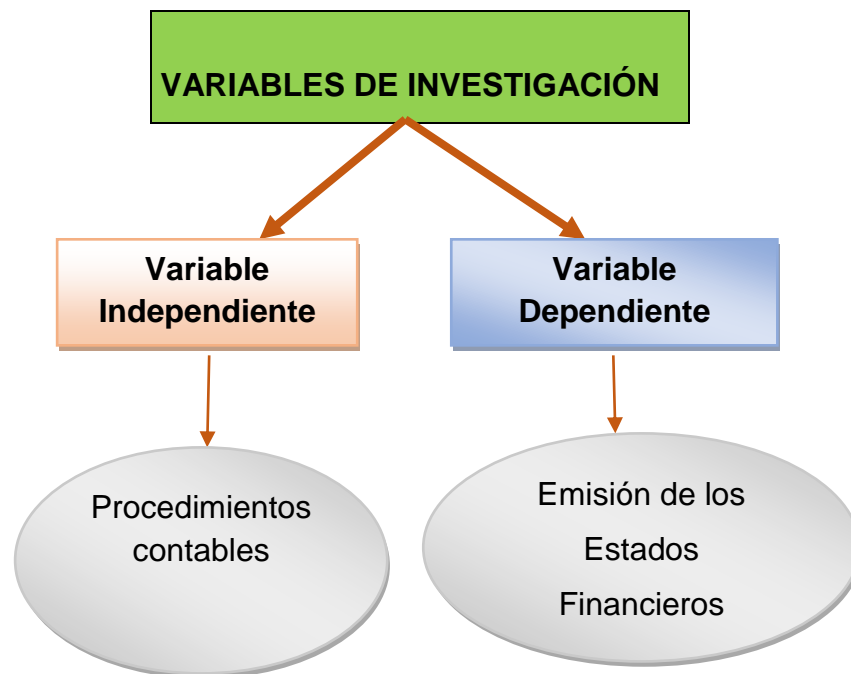 VARIABLES DE INVESTIGACIÓN
Variable
Independiente
Variable
Dependiente
Procedimientos
contables
Emisión de los
Estados
Financieros